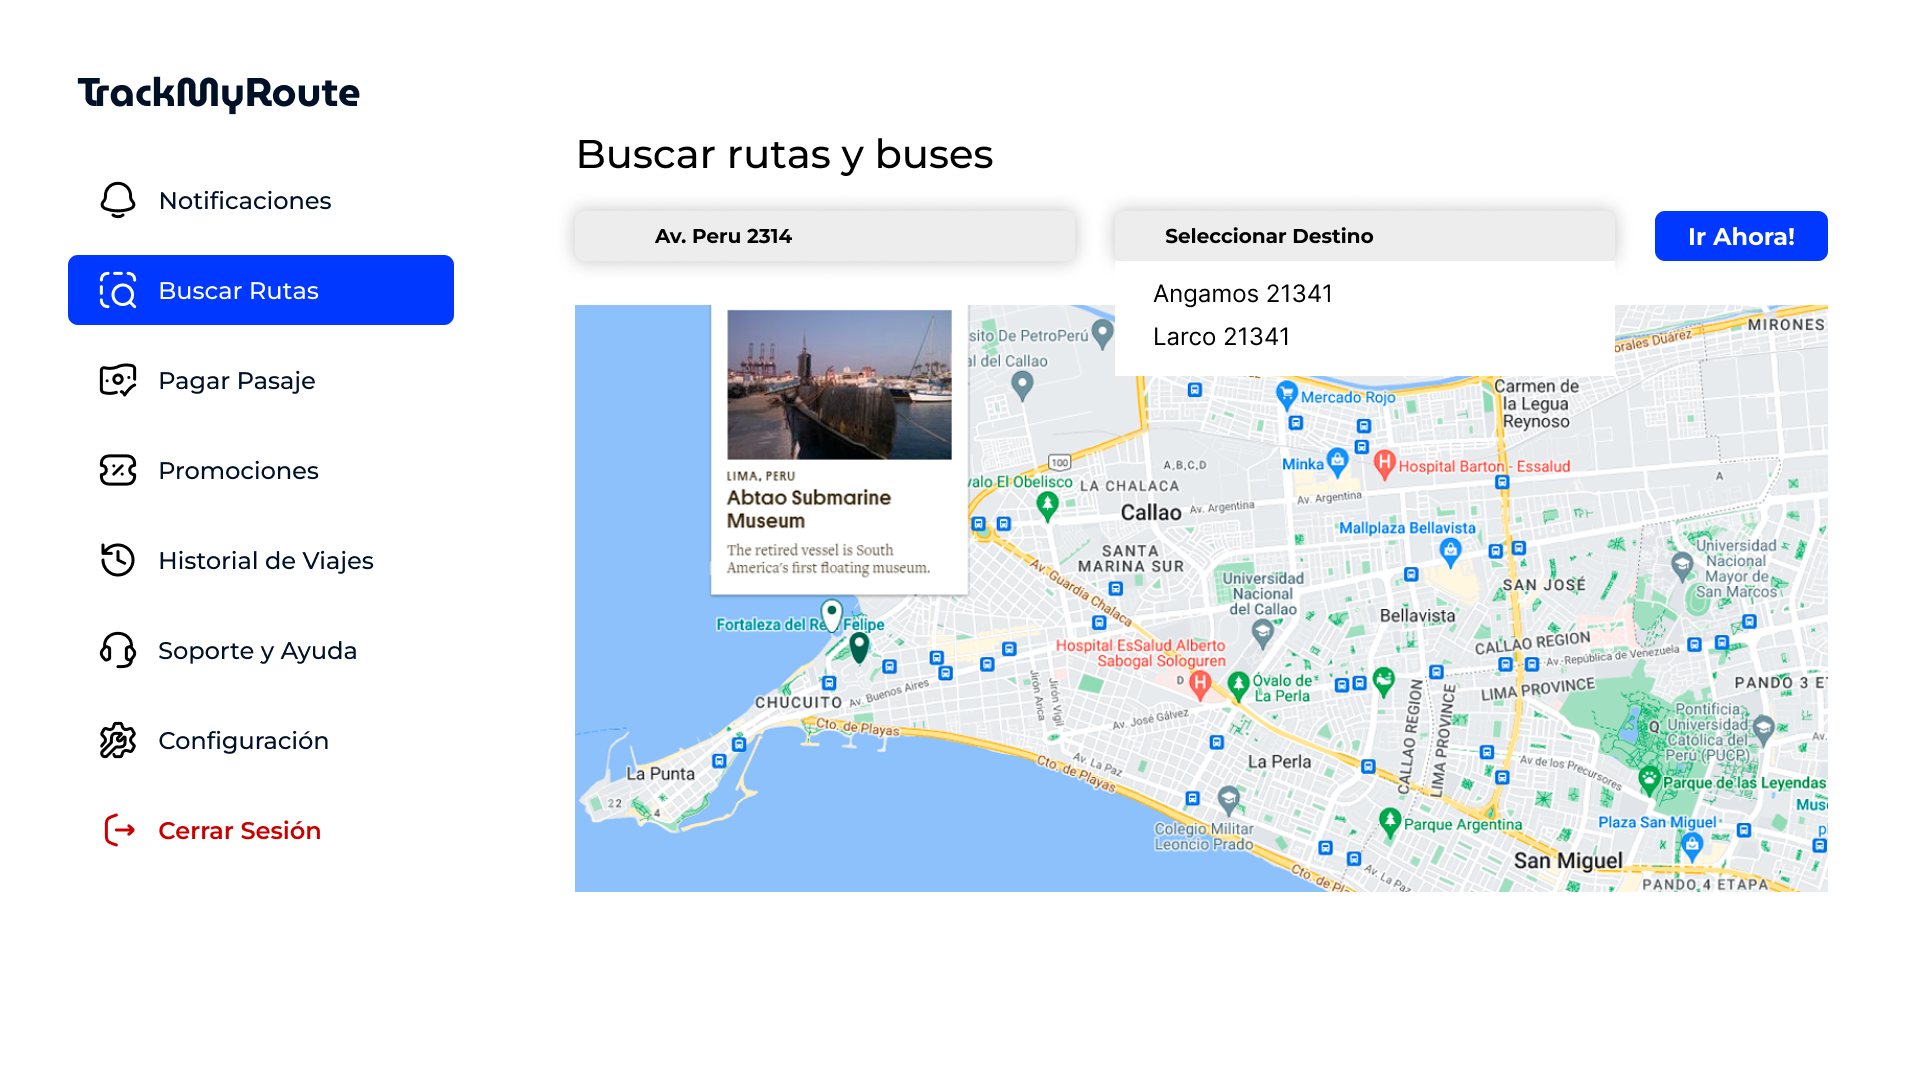 TrackMyRoute
Notificaciones
Buscar Rutas
Pagar Pasaje
Promociones
Historial de Viajes
Soporte y Ayuda
Configuración
Cerrar Sesión
Buscar rutas y buses
Av. Peru 2314
Seleccionar Destino
Ir Ahora!
Angamos 21341
Larco 21341
LIMA, PERU
Abtao Submarine
Museum
The retired vessel is South
America's first floating museum.
sito De PetroPerú
al del Callao
MIRONES
orales Duárez
Carmen de
la Legua
Reynoso
Mercado Rojo
100
A,B,C,D
Minka
Hospital Barton - Essalud
A
valo El Obelisco
LA CHALACA
Av. Argentina
Callao
Av. Argentina
Mallplaza Bellavista
SANTA
MARINA SUR
Av. Guardia Chalaca
Universidad
Nacional
del Callao
SAN JOSÉ
Universidad
Nacional
Mayor de
San Marcos
Bellavista
Fortaleza del Real Felipe
Hospital EsSalud Alberto
Sabogal Sologuren
D
CALLAO REGION
Av. República de Venezuela
LIMA PROVINCE
PANDO 3 ET
Óvalo de
La Perla
CHUCUITO
Av. Buenos Aires
Jirón Arica
Jirón Vigil
Av. José Gálvez
Cto. de Playas
CALLAO REGION
LIMA PROVINCE
Q
Pontificia
Universidad
Católica del
Perú (PUCP)
Av.
La Punta
22
4
Cto. de Playas
Av. La Paz
La Perla
Av de los Precursores
Parque de las Leyendas
Muse
Colegio Militar
Leoncio Prado
Parque Argentina
Plaza San Miguel
P
San Miguel
Cto. de Pl
Av. La Paz
PANDO 4 ETAPA